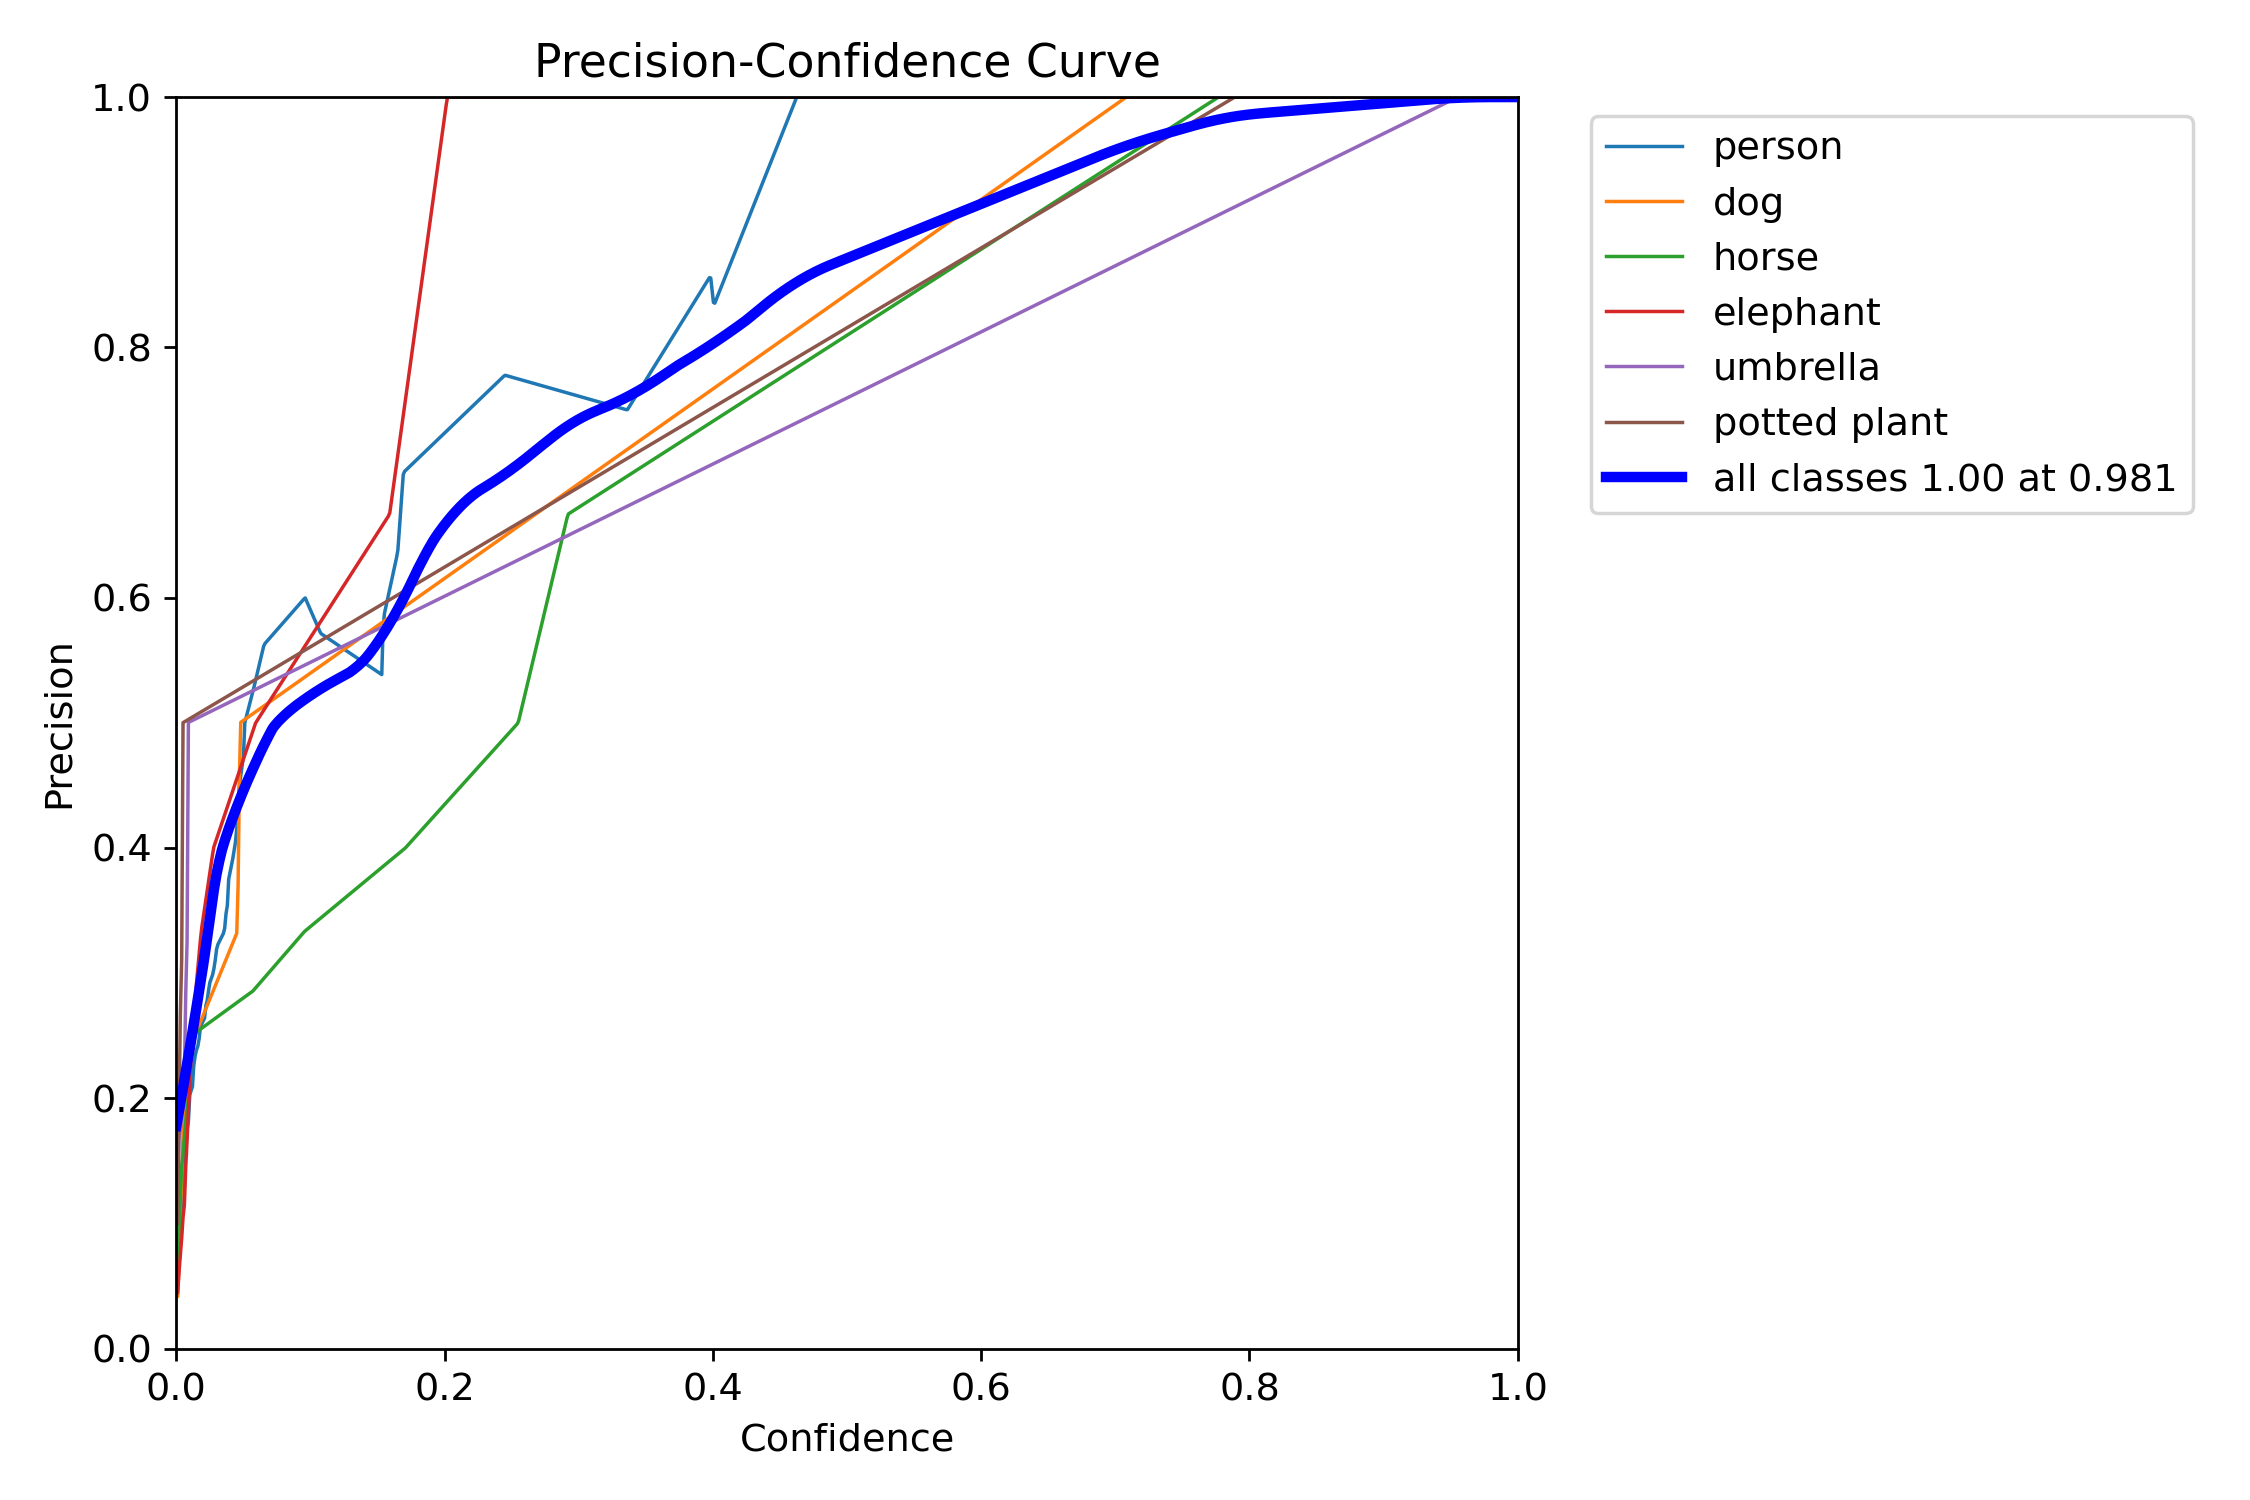 Precision-Confidence Curve
1.0
0.8
0.6
0.4
0.2
0.0
Precision
0.0 0.2 0.4 0.6 0.8 1.0
Confidence
person
dog
horse
elephant
umbrella
potted plant
all classes 1.00 at 0.981